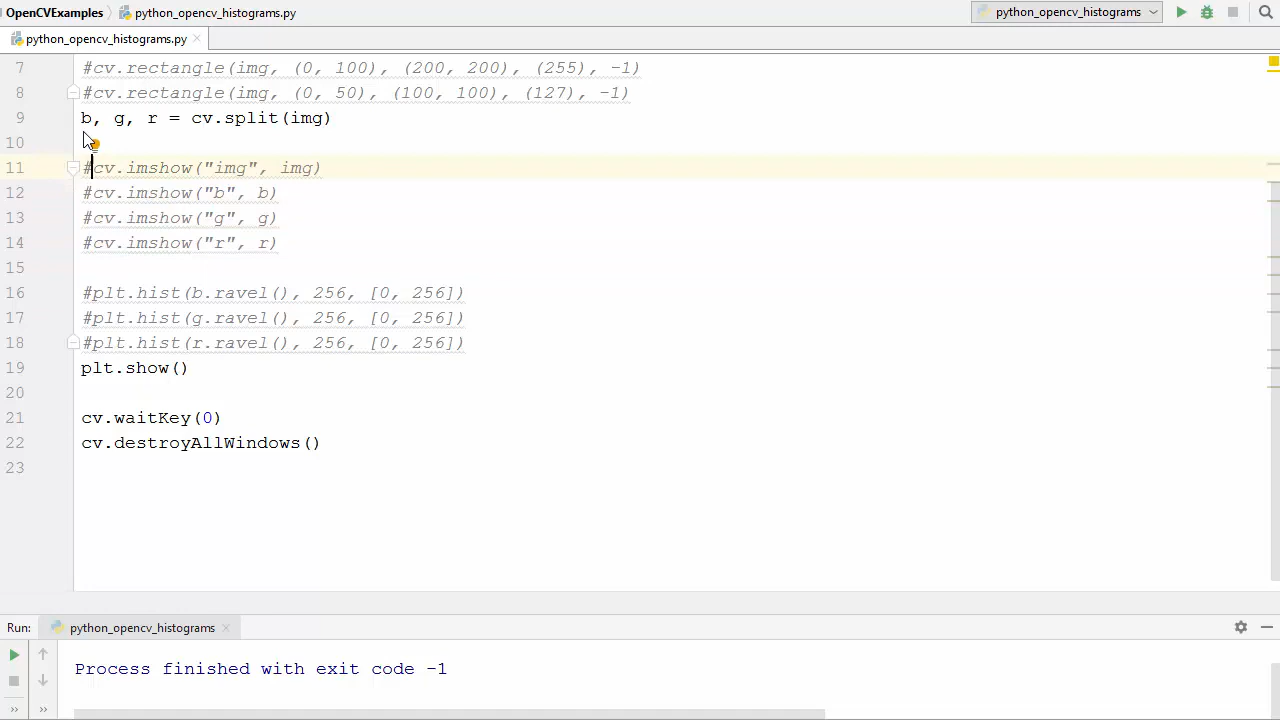 OpenCVExamples python_opencv_histograms.py python_opencv_histograms
python_opencv_histograms.py
7 #cv.rectangle(img, (0, 100), (200, 200), (255), -1)
8 #cv.rectangle(img, (0, 50), (100, 100), (127), -1)
9 b, g, r = cv.split(img)
10
11 #cv.imshow("img", img)
12 #cv.imshow("b", b)
13 #cv.imshow("g", g)
14 #cv.imshow("r", r)
15
16 #plt.hist(b.ravel(), 256, [0, 256])
17 #plt.hist(g.ravel(), 256, [0, 256])
18 #plt.hist(r.ravel(), 256, [0, 256])
19 plt.show()
20
21 cv.waitKey(0)
22 cv.destroyAllWindows()
23
Run: python_opencv_histograms
Process finished with exit code -1